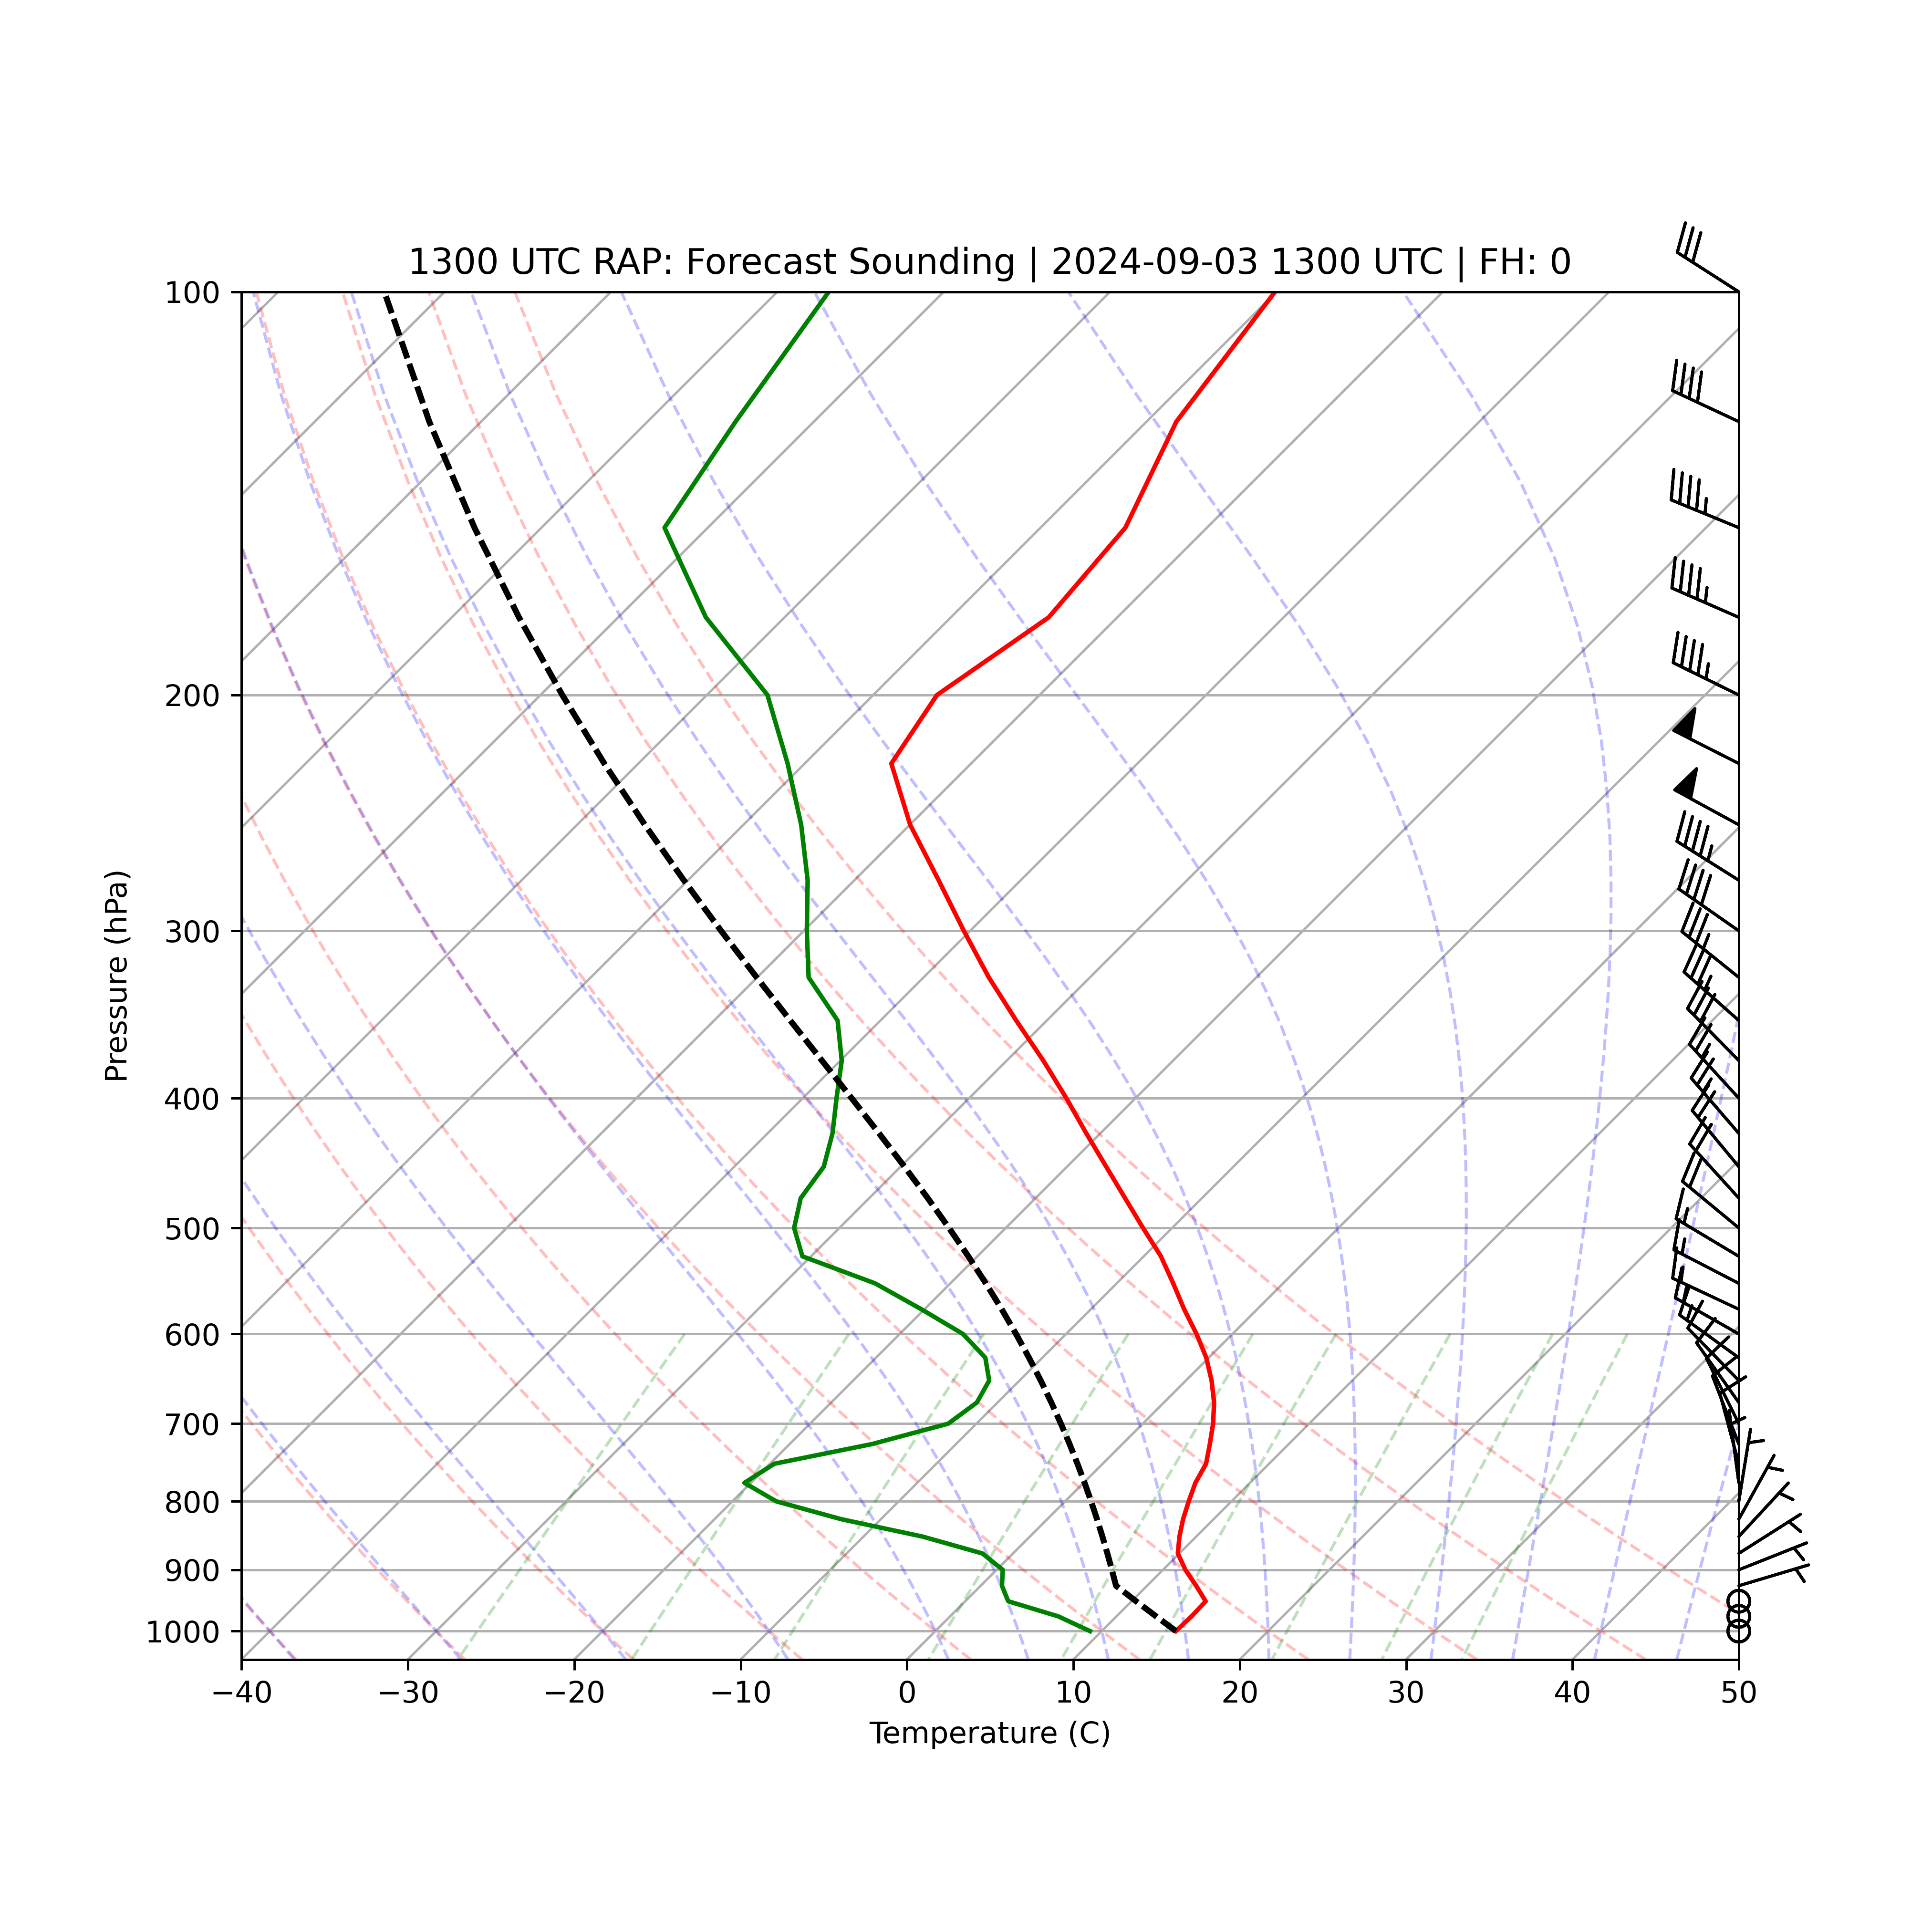 1300 UTC RAP: Forecast Sounding | 2024-09-03 1300 UTC | FH: 0
100
200
300
400
500
600
700
800
900
1000
Pressure (hPa)
−40 −30 −20 −10 0 10 20 30 40 50
Temperature (C)